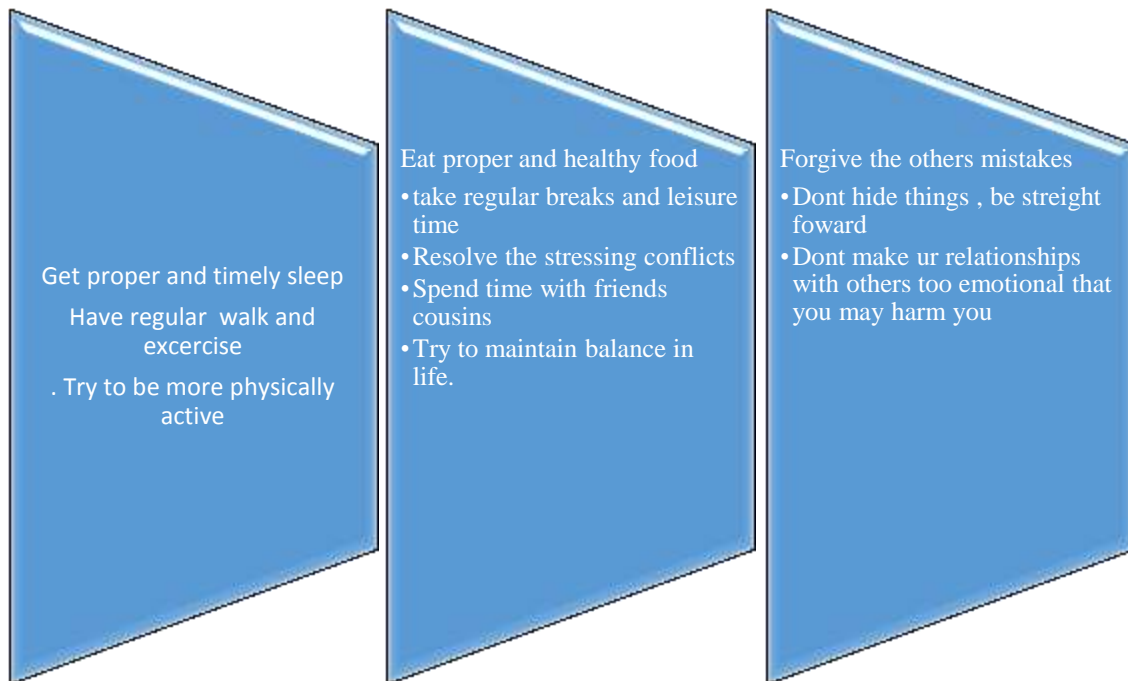 Get proper and timely sleep
Have regular  walk and
excercise
. Try to be more physically
active
Eat proper and healthy food
•take regular breaks and leisure
time
•Resolve the stressing conflicts
•Spend time with friends
cousins
•Try to maintain balance in
life.
Forgive the others mistakes
•Dont hide things , be streight
foward
•Dont make ur relationships
with others too emotional that
you may harm you